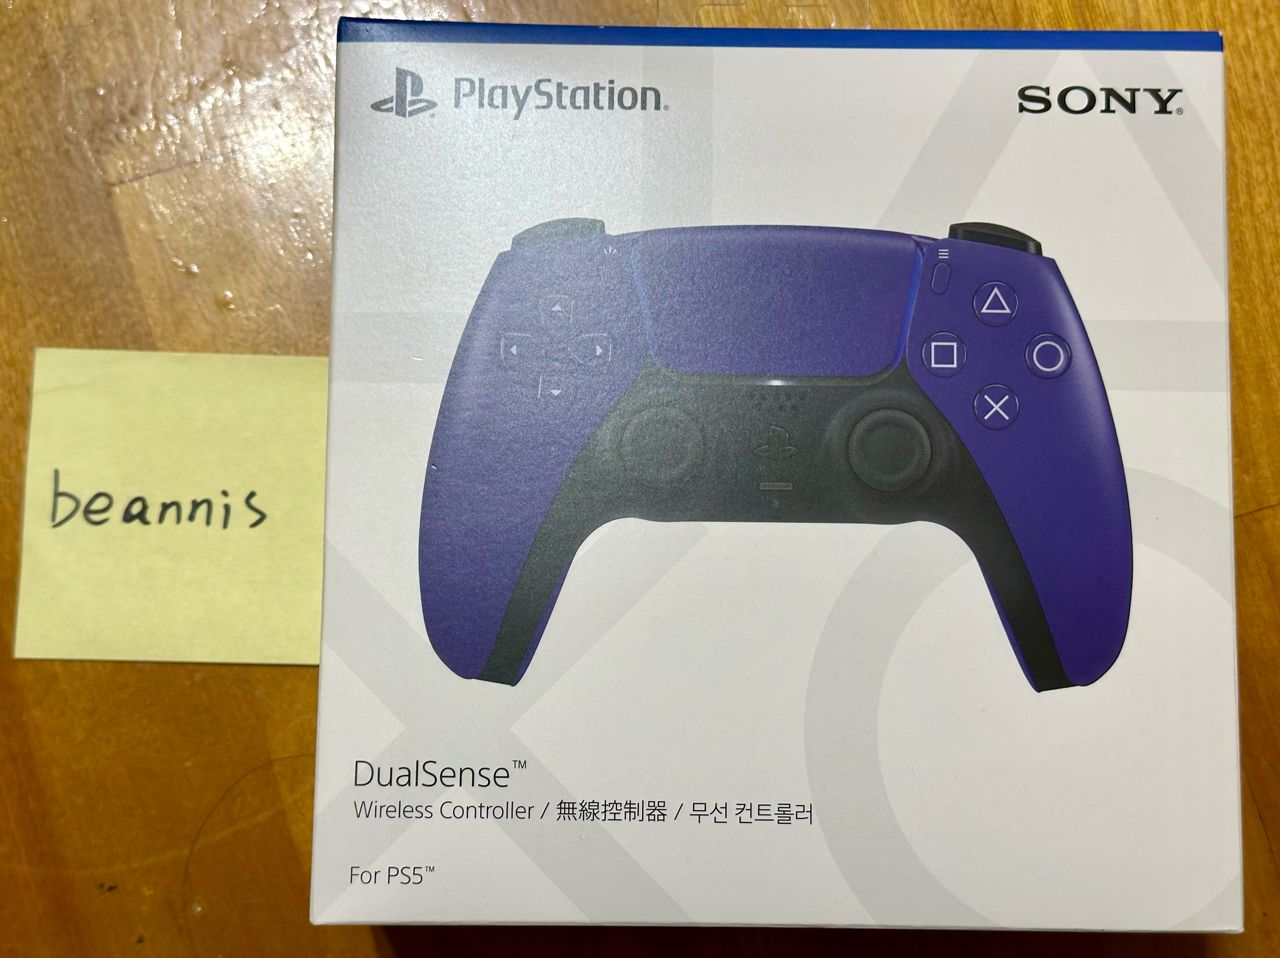 PlayStation®
SONY®
beannis
DualSense™
Wireless Controller / 無線控制器 / 무선 컨트롤러
For PS5™